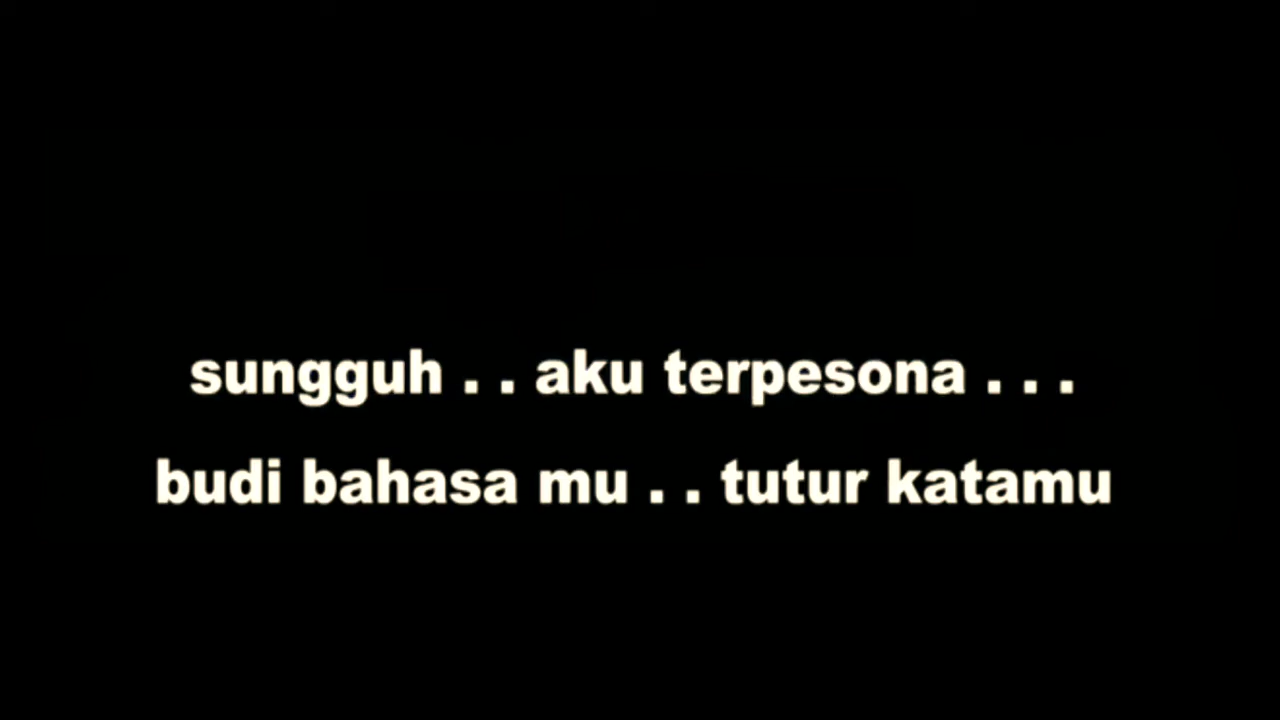 sungguh . . aku terpesona . . .
budi bahasa mu . . tutur katamu